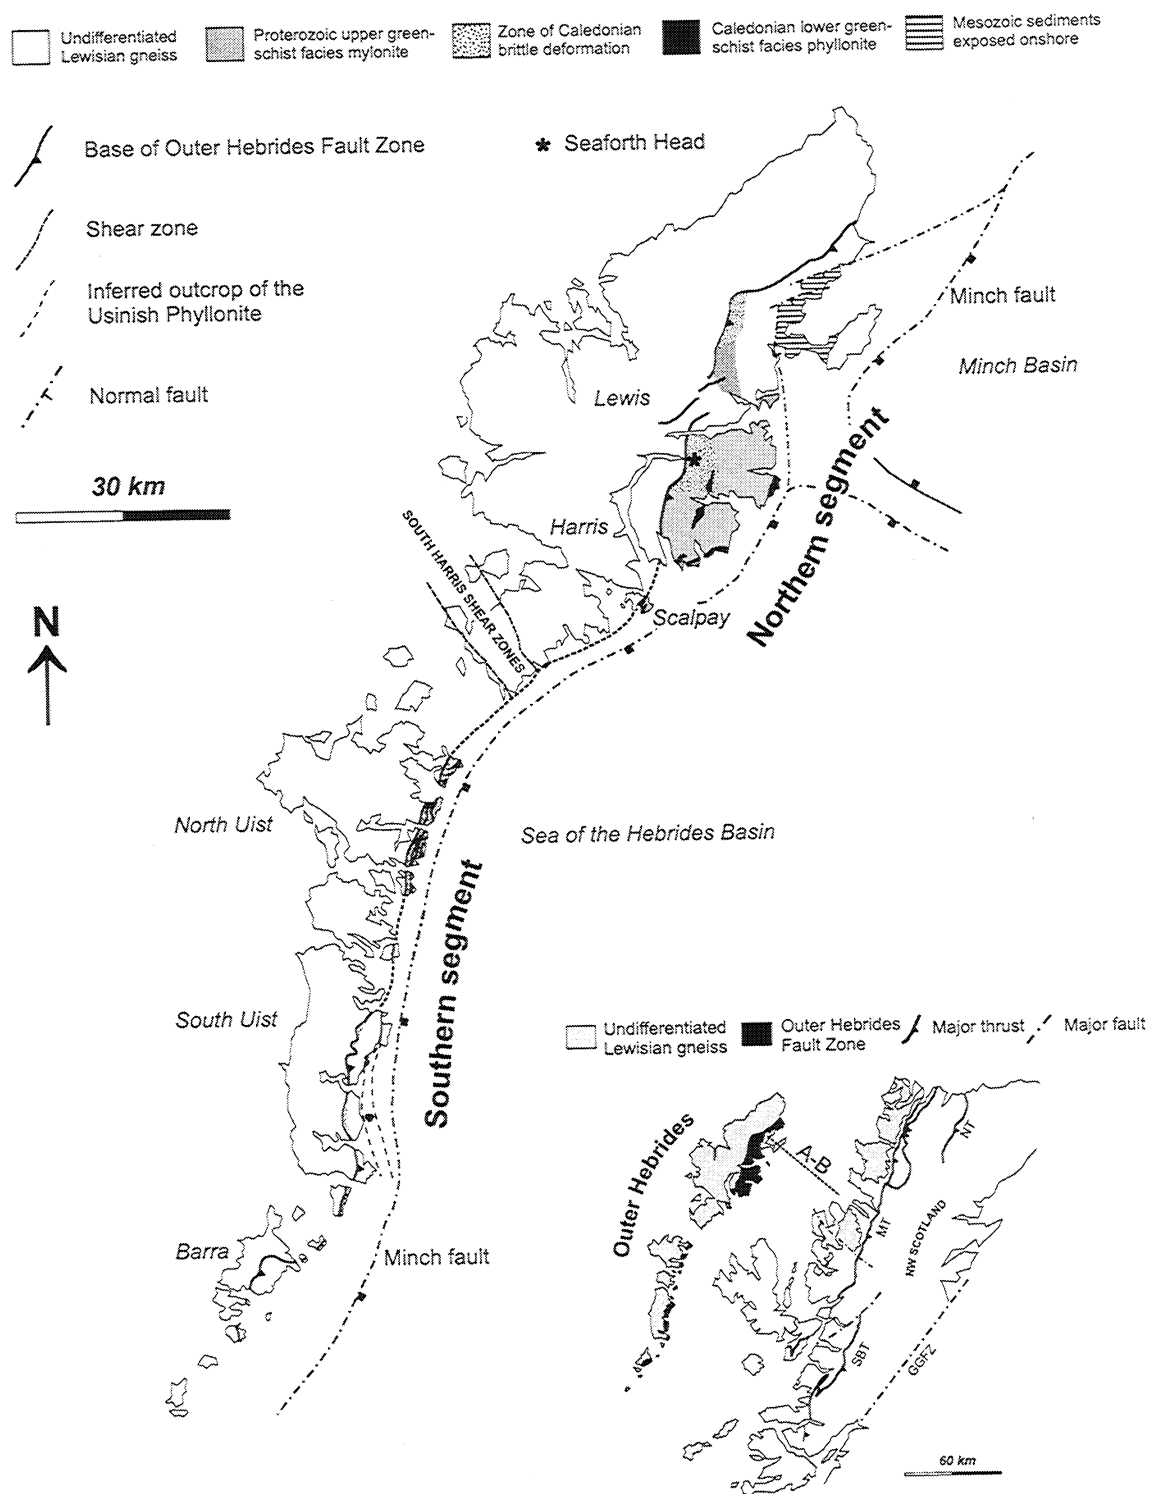 Undifferentiated
Lewisian gneiss
Proterozoic upper green-
schist facies mylonite
Zone of Caledonian
brittle deformation
Caledonian lower green-
schist facies phyllonite
Mesozoic sediments
exposed onshore
Base of Outer Hebrides Fault Zone
* Seaforth Head
Shear zone
Inferred outcrop of the
Usinish Phyllonite
Normal fault
30 km
N
Minch fault
Minch Basin
Lewis
Northern segment
Harris
SOUTH HARRIS SHEAR ZONES
Scalpay
North Uist
Sea of the Hebrides Basin
Southern segment
South Uist
Barra
Minch fault
Undifferentiated
Lewisian gneiss
Outer Hebrides
Fault Zone
Major thrust
Major fault
Outer Hebrides
A-B
NT
MT
NW SCOTLAND
SBT
GGFZ
60 km